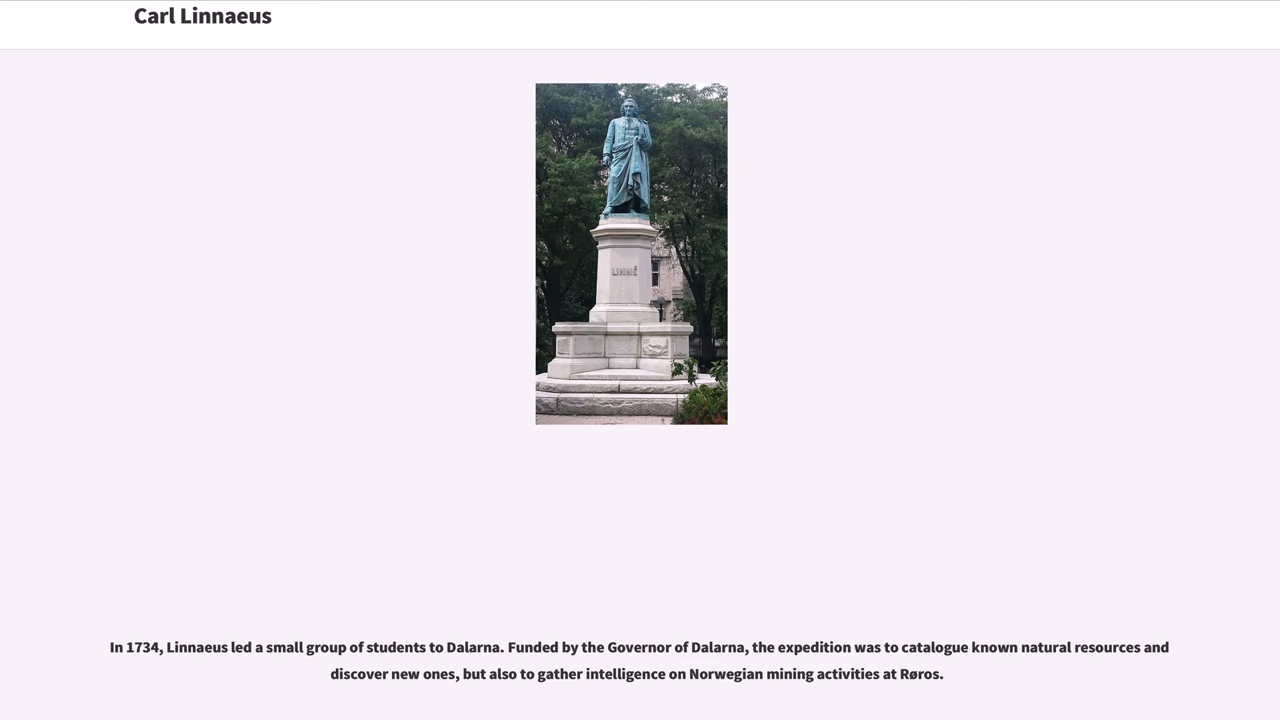 Carl Linnaeus
LINNÉ
In 1734, Linnaeus led a small group of students to Dalarna. Funded by the Governor of Dalarna, the expedition was to catalogue known natural resources and
discover new ones, but also to gather intelligence on Norwegian mining activities at Røros.